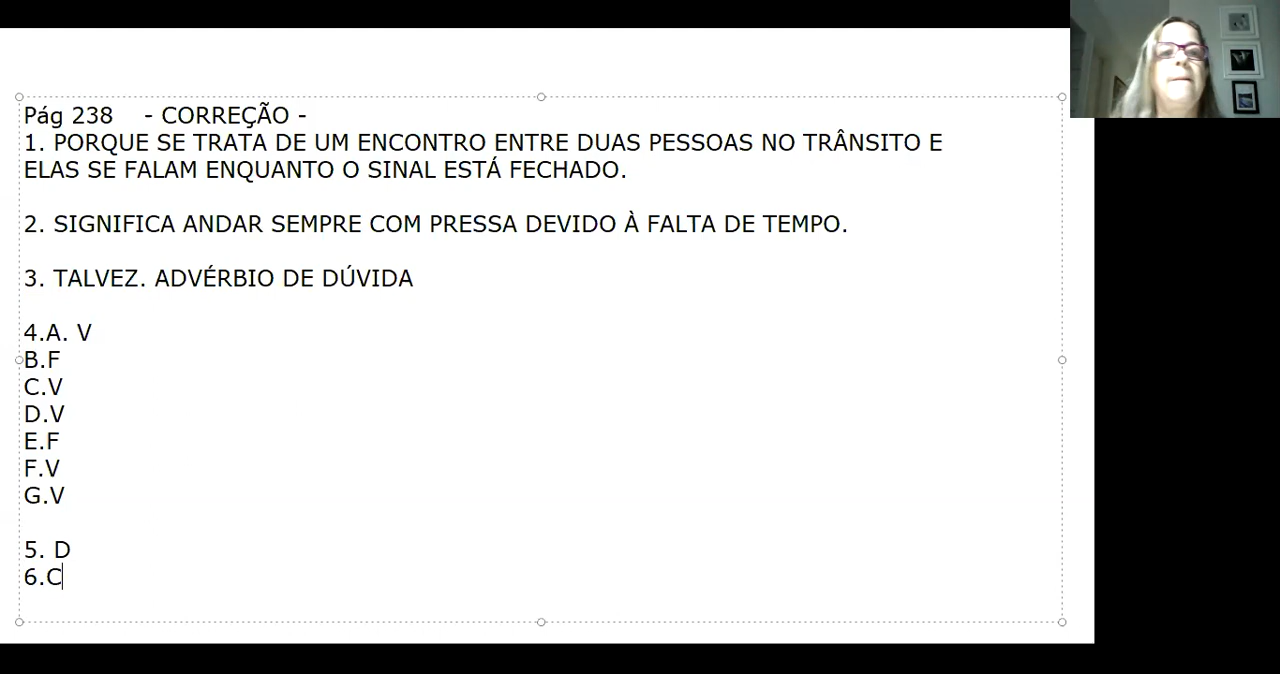 Pág 238 - CORREÇÃO -
1. PORQUE SE TRATA DE UM ENCONTRO ENTRE DUAS PESSOAS NO TRÂNSITO E
ELAS SE FALAM ENQUANTO O SINAL ESTÁ FECHADO.
2. SIGNIFICA ANDAR SEMPRE COM PRESSA DEVIDO À FALTA DE TEMPO.
3. TALVEZ. ADVÉRBIO DE DÚVIDA
4.A. V
B.F
C.V
D.V
E.F
F.V
G.V
5. D
6.C